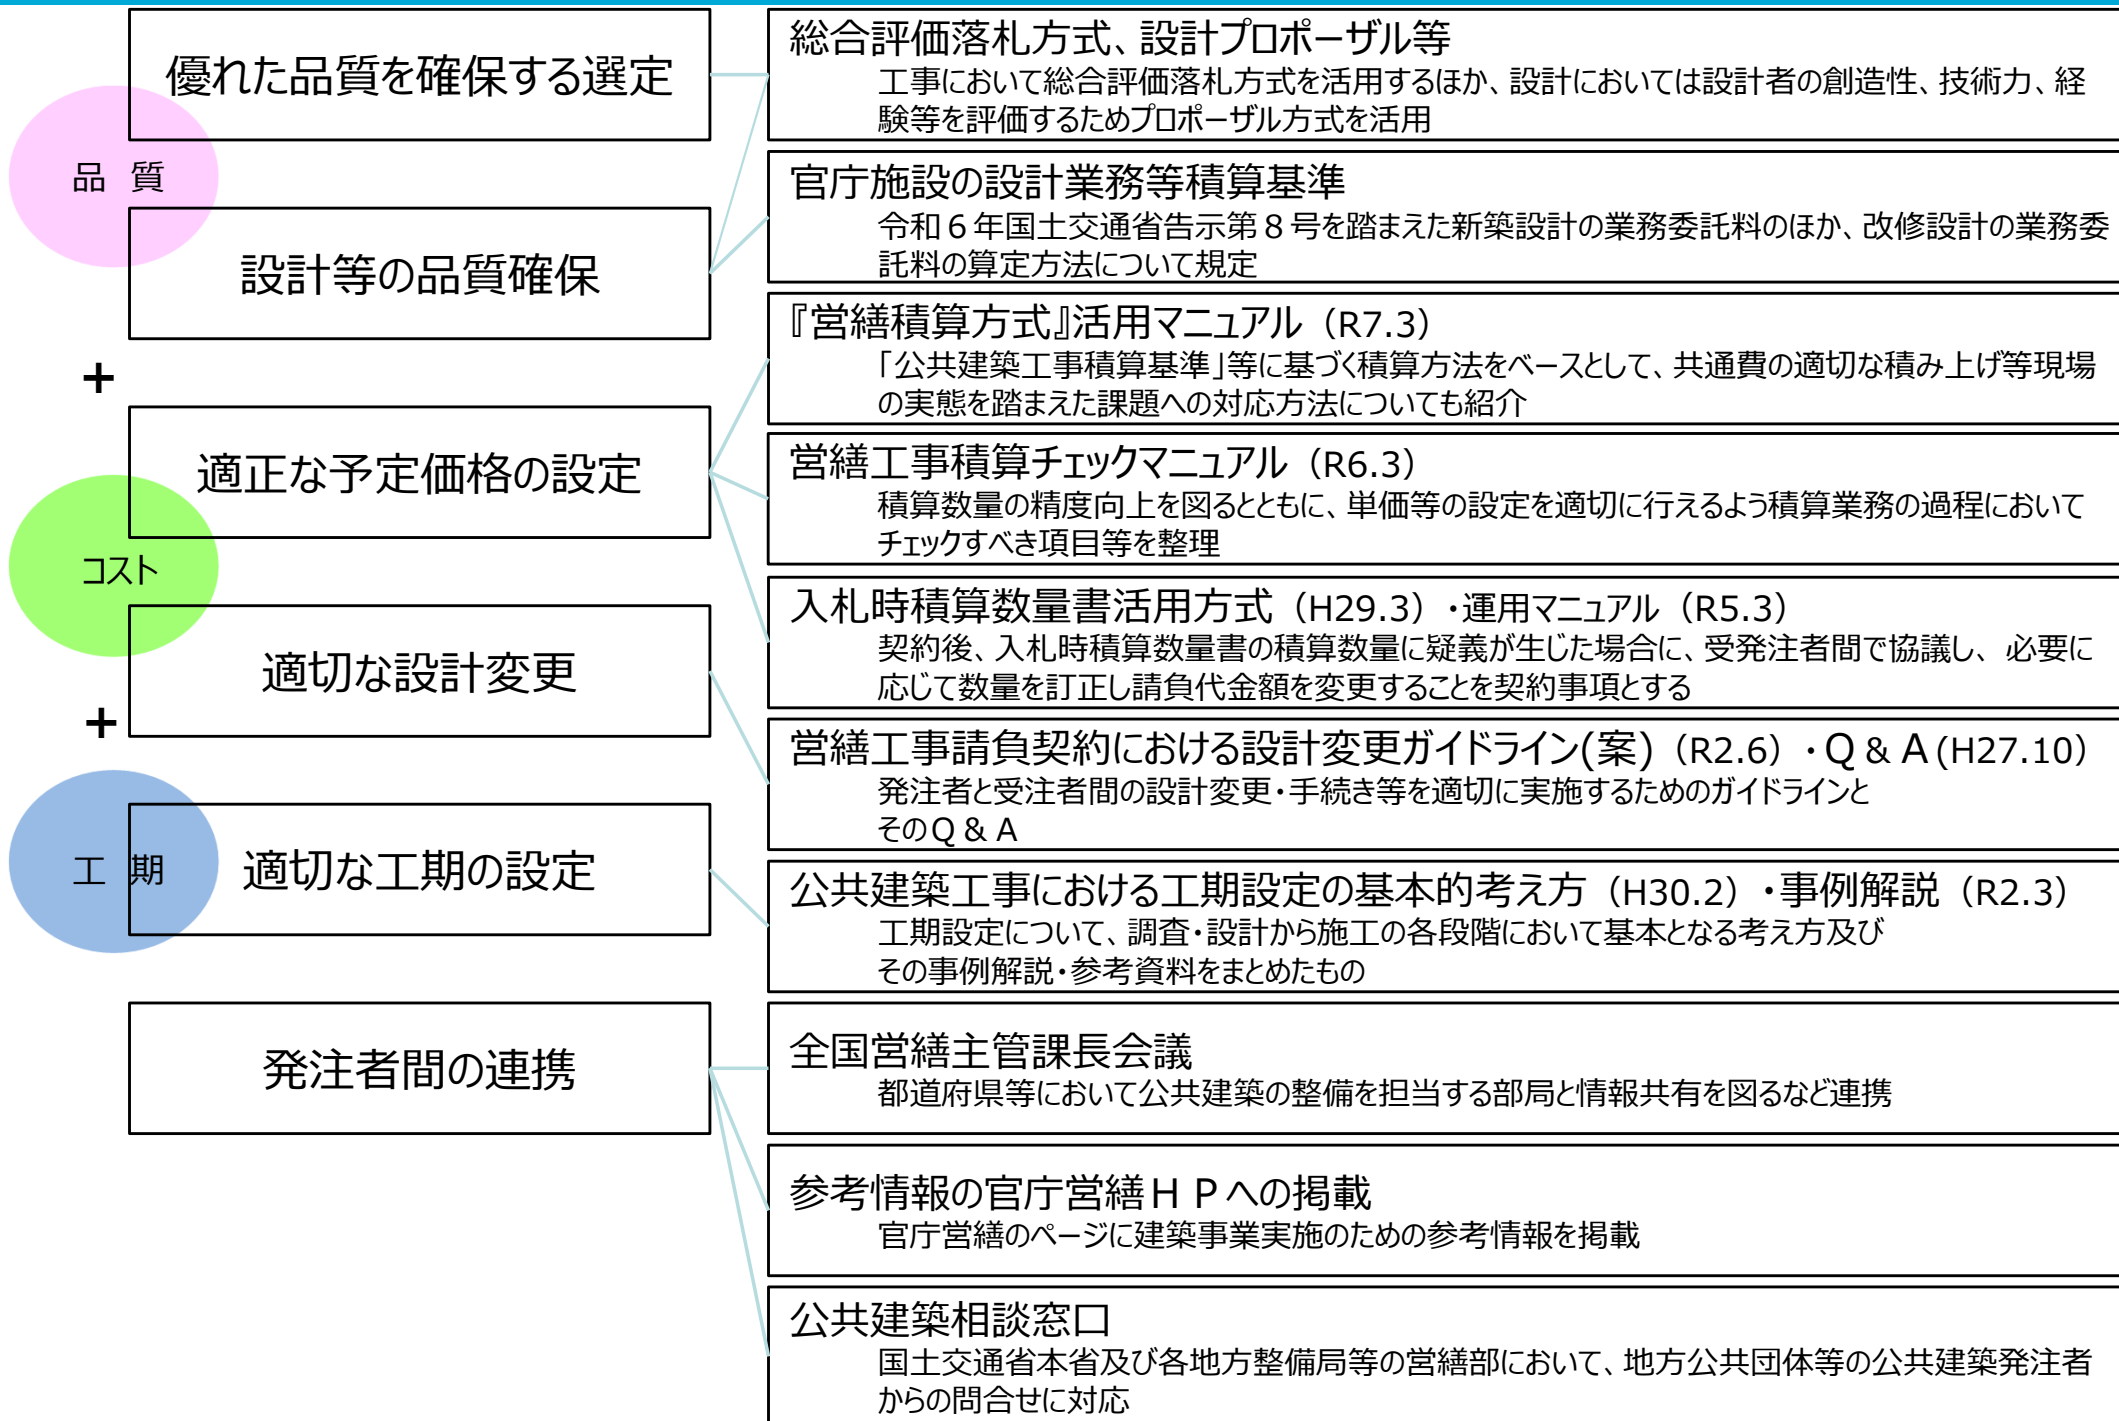 優れた品質を確保する選定
品 質
設計等の品質確保
+
適正な予定価格の設定
コスト
適切な設計変更
+
工 期
適切な工期の設定
発注者間の連携
総合評価落札方式、設計プロポーザル等
工事において総合評価落札方式を活用するほか、設計においては設計者の創造性、技術力、経
験等を評価するためプロポーザル方式を活用
官庁施設の設計業務等積算基準
令和６年国土交通省告示第８号を踏まえた新築設計の業務委託料のほか、改修設計の業務委
託料の算定方法について規定
『営繕積算方式』活用マニュアル（R7.3）
「公共建築工事積算基準」等に基づく積算方法をベースとして、共通費の適切な積み上げ等現場
の実態を踏まえた課題への対応方法についても紹介
営繕工事積算チェックマニュアル（R6.3）
積算数量の精度向上を図るとともに、単価等の設定を適切に行えるよう積算業務の過程において
チェックすべき項目等を整理
入札時積算数量書活用方式（H29.3）・運用マニュアル（R5.3）
契約後、入札時積算数量書の積算数量に疑義が生じた場合に、受発注者間で協議し、必要に
応じて数量を訂正し請負代金額を変更することを契約事項とする
営繕工事請負契約における設計変更ガイドライン(案)（R2.6）・Ｑ＆Ａ(H27.10）
発注者と受注者間の設計変更・手続き等を適切に実施するためのガイドラインと
そのＱ＆Ａ
公共建築工事における工期設定の基本的考え方（H30.2）・事例解説（R2.3）
工期設定について、調査・設計から施工の各段階において基本となる考え方及び
その事例解説・参考資料をまとめたもの
全国営繕主管課長会議
都道府県等において公共建築の整備を担当する部局と情報共有を図るなど連携
参考情報の官庁営繕ＨＰへの掲載
官庁営繕のページに建築事業実施のための参考情報を掲載
公共建築相談窓口
国土交通省本省及び各地方整備局等の営繕部において、地方公共団体等の公共建築発注者
からの問合せに対応